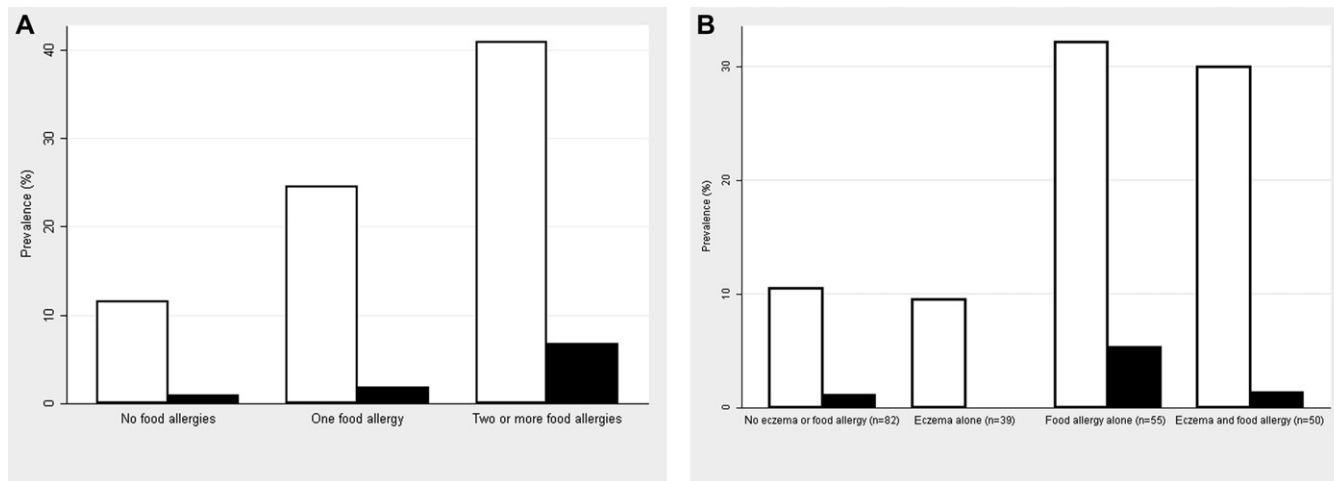 A
Prevalence (%)
40
30
20
10
0
No food allergies
One food allergy
Two or more food allergies
B
Prevalence (%)
30
20
10
0
No eczema or food allergy (n=82)
Eczema alone (n=39)
Food allergy alone (n=55)
Eczema and food allergy (n=50)